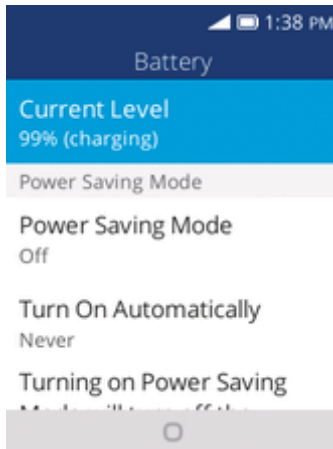 1:38 PM
Battery
Current Level
99% (charging)
Power Saving Mode
Power Saving Mode
Off
Turn On Automatically
Never
Turning on Power Saving